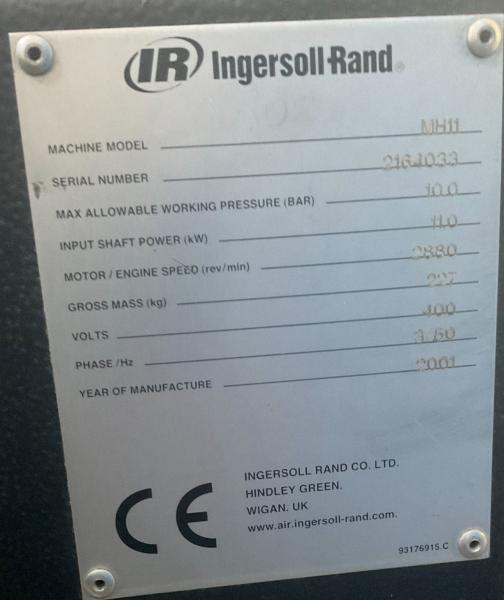 IR Ingersoll-Rand®
MACHINE MODEL MH11
SERIAL NUMBER 2164033
MAX ALLOWABLE WORKING PRESSURE (BAR) 10.0
INPUT SHAFT POWER (kW) 11.0
MOTOR / ENGINE SPEED (rev/min) 2880
GROSS MASS (kg) 227
VOLTS 400
PHASE /Hz 3/50
YEAR OF MANUFACTURE 2001
CE
INGERSOLL RAND CO. LTD.
HINDLEY GREEN.
WIGAN. UK
www.air.ingersoll-rand.com.
93176915.C